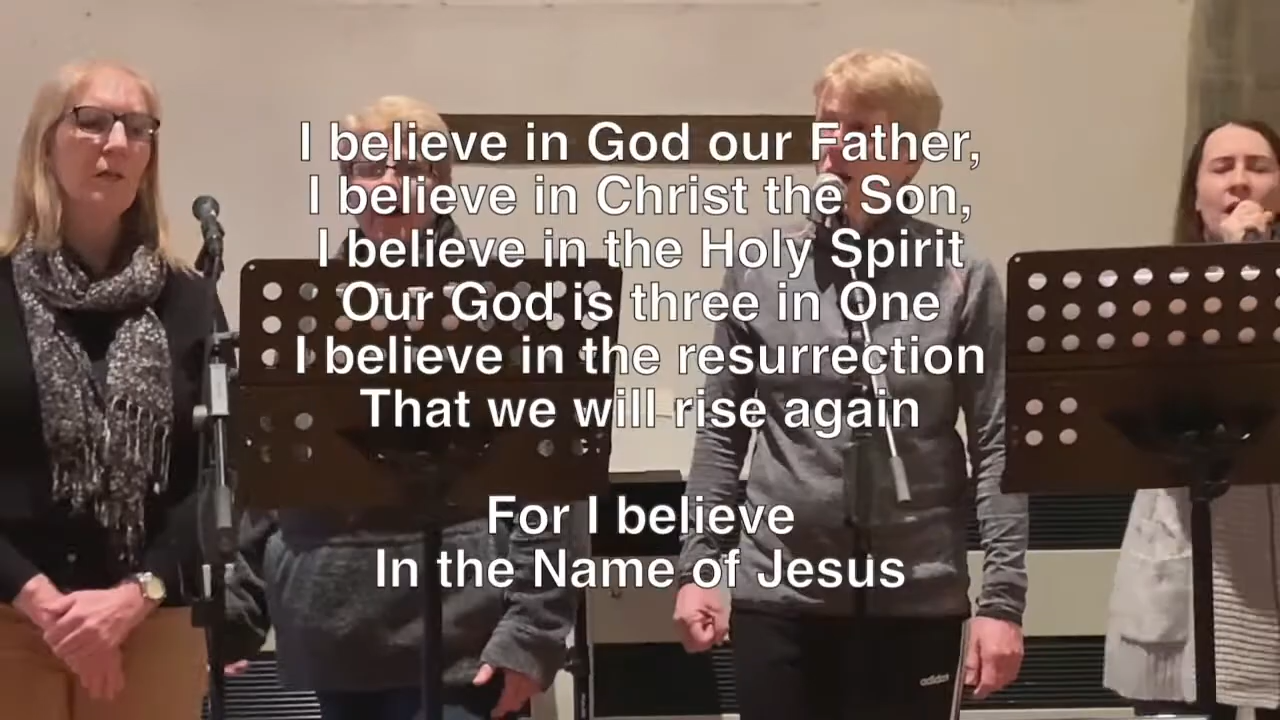 I believe in God our Father,
I believe in Christ the Son,
I believe in the Holy Spirit
Our God is three in One
I believe in the resurrection
That we will rise again
For I believe
In the Name of Jesus
adidas